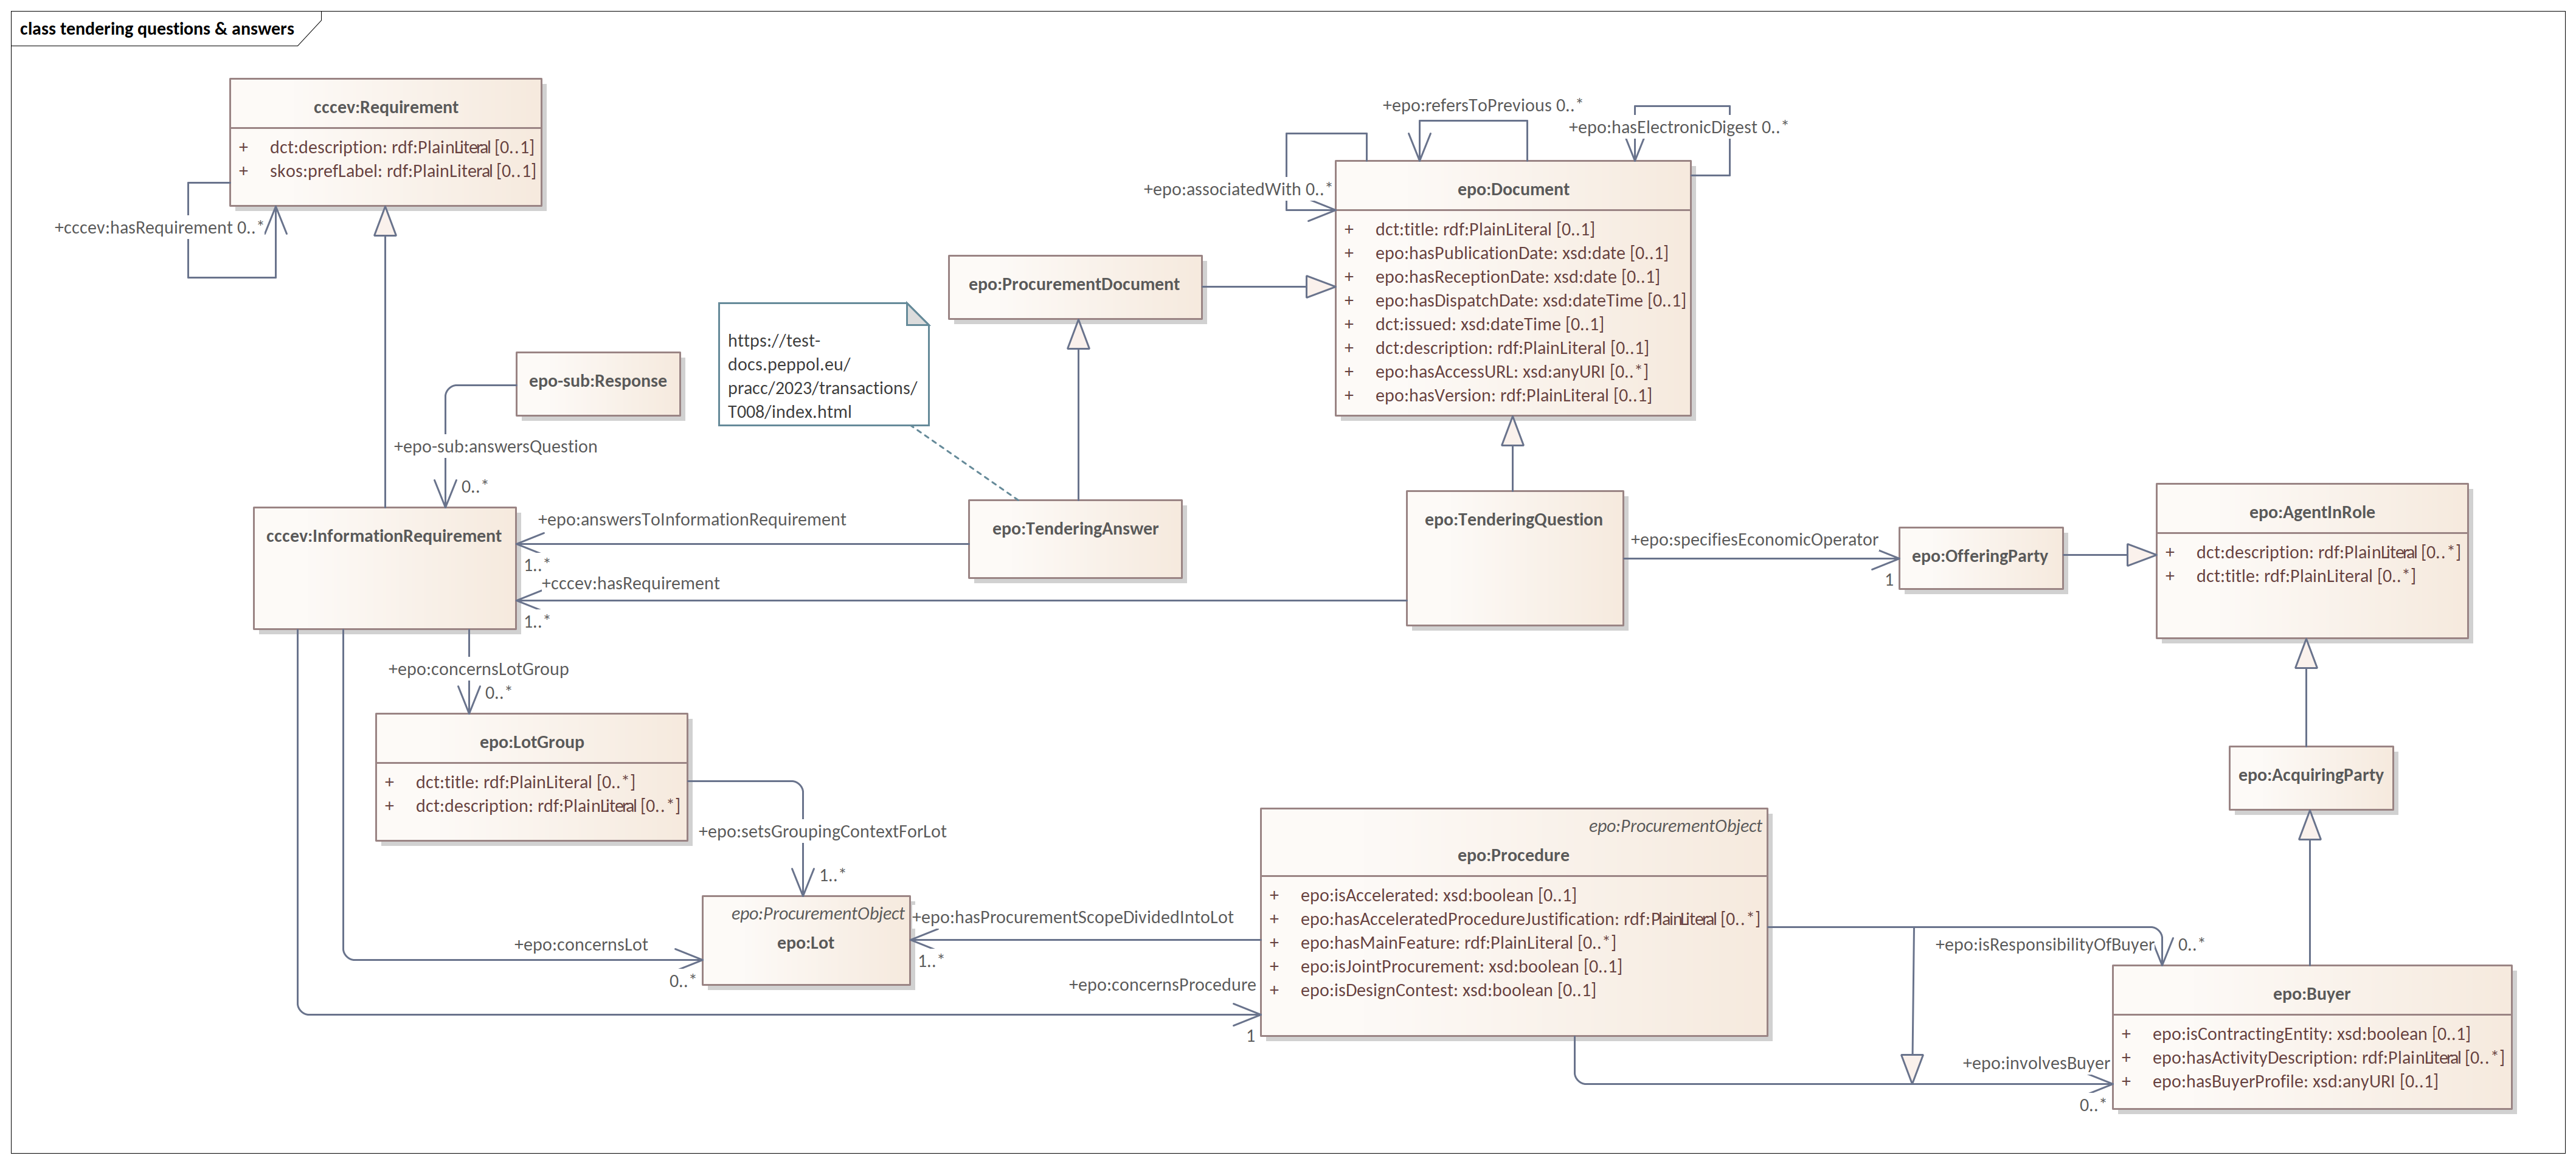 class tendering questions & answers
cccev:Requirement
+ dct:description: rdf:PlainLiteral [0..1]
+ skos:prefLabel: rdf:PlainLiteral [0..1]
+cccev:hasRequirement 0..*
+epo:refersToPrevious 0..*
+epo:hasElectronicDigest 0..*
+epo:associatedWith 0..*
epo:Document
+ dct:title: rdf:PlainLiteral [0..1]
+ epo:hasPublicationDate: xsd:date [0..1]
+ epo:hasReceptionDate: xsd:date [0..1]
+ epo:hasDispatchDate: xsd:dateTime [0..1]
+ dct:issued: xsd:dateTime [0..1]
+ dct:description: rdf:PlainLiteral [0..1]
+ epo:hasAccessURL: xsd:anyURI [0..*]
+ epo:hasVersion: rdf:PlainLiteral [0..1]
epo:ProcurementDocument
https://test-
docs.peppol.eu/
pracc/2023/transactions/
T008/index.html
epo-sub:Response
+epo-sub:answersQuestion
0..*
cccev:InformationRequirement
+epo:answersToInformationRequirement
1..*
epo:TenderingAnswer
+cccev:hasRequirement
1..*
epo:TenderingQuestion
+epo:specifiesEconomicOperator
1
epo:OfferingParty
epo:AgentInRole
+ dct:description: rdf:PlainLiteral [0..*]
+ dct:title: rdf:PlainLiteral [0..*]
+epo:concernsLotGroup
0..*
epo:LotGroup
+ dct:title: rdf:PlainLiteral [0..*]
+ dct:description: rdf:PlainLiteral [0..*]
+epo:setsGroupingContextForLot
1..*
epo:AcquiringParty
epo:ProcurementObject
epo:Lot
+epo:concernsLot
0..*
+epo:hasProcurementScopeDividedIntoLot
1..*
+epo:concernsProcedure
1
epo:ProcurementObject
epo:Procedure
+ epo:isAccelerated: xsd:boolean [0..1]
+ epo:hasAcceleratedProcedureJustification: rdf:PlainLiteral [0..*]
+ epo:hasMainFeature: rdf:PlainLiteral [0..*]
+ epo:isJointProcurement: xsd:boolean [0..1]
+ epo:isDesignContest: xsd:boolean [0..1]
+epo:isResponsibilityOfBuyer
0..*
+epo:involvesBuyer
0..*
epo:Buyer
+ epo:isContractingEntity: xsd:boolean [0..1]
+ epo:hasActivityDescription: rdf:PlainLiteral [0..*]
+ epo:hasBuyerProfile: xsd:anyURI [0..1]